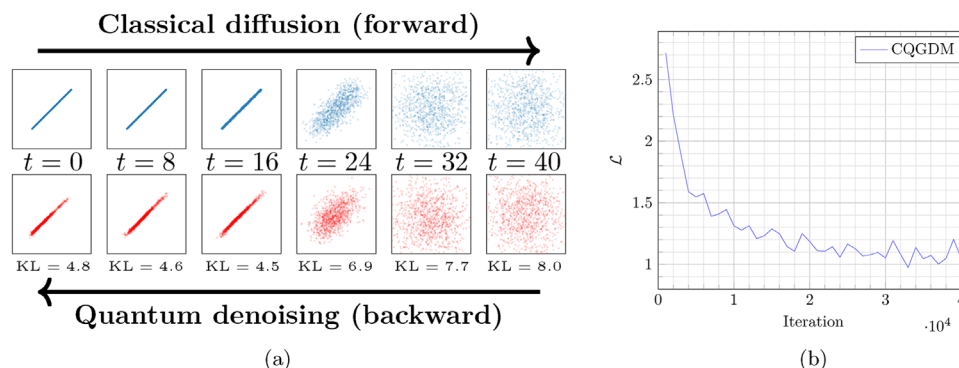 Classical diffusion (forward)
t = 0 t = 8 t = 16 t = 24 t = 32 t = 40
KL = 4.8 KL = 4.6 KL = 4.5 KL = 6.9 KL = 7.7 KL = 8.0
Quantum denoising (backward)
(a)
CQGDM
2.5
2
1.5
1
ℒ
0 1 2 3 4
Iteration
·10⁴
(b)